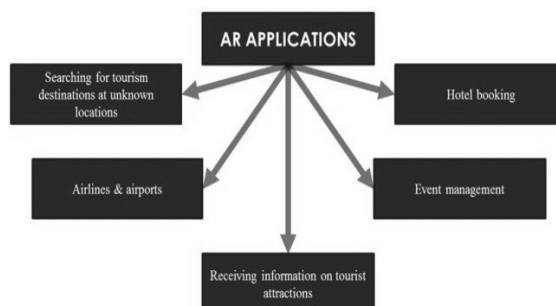 AR APPLICATIONS
Searching for tourism
destinations at unknown
locations
Hotel booking
Airlines & airports
Event management
Receiving information on tourist
attractions